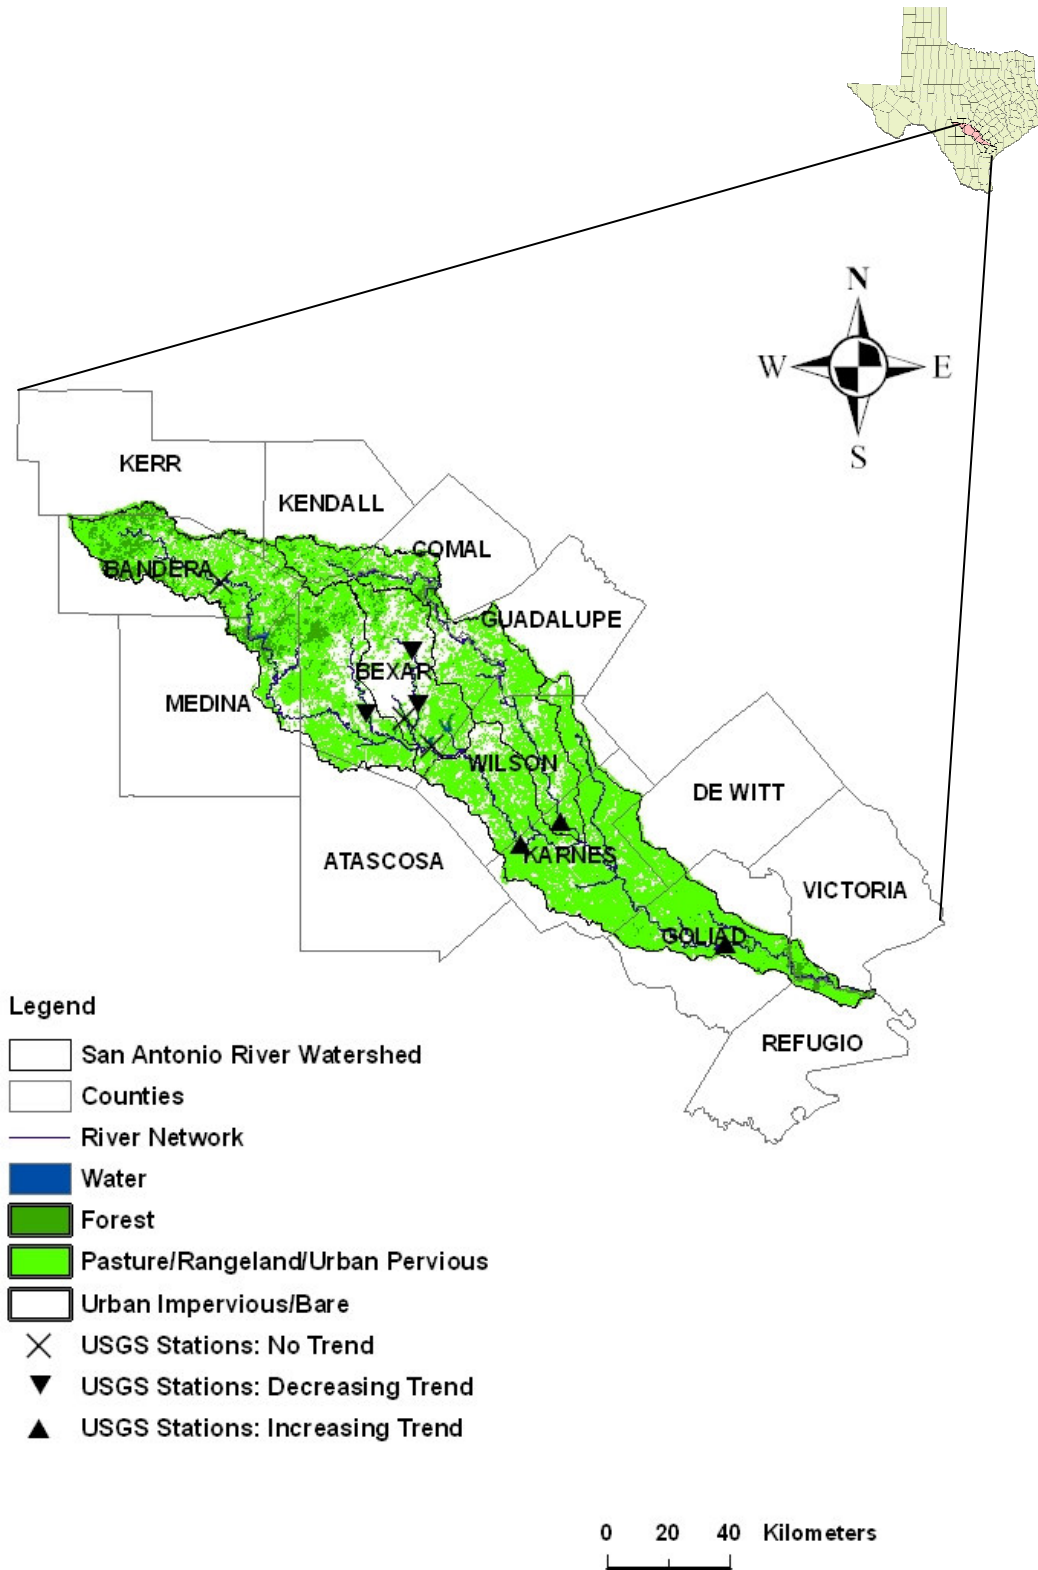 N
W E
S
KERR
KENDALL
COMAL
BANDERA
GUADALUPE
BEXAR
MEDINA
WILSON
DE WITT
ATASCOSA
KARNES
VICTORIA
GOLIAD
REFUGIO
Legend
San Antonio River Watershed
Counties
River Network
Water
Forest
Pasture/Rangeland/Urban Pervious
Urban Impervious/Bare
USGS Stations: No Trend
USGS Stations: Decreasing Trend
USGS Stations: Increasing Trend
0 20 40 Kilometers